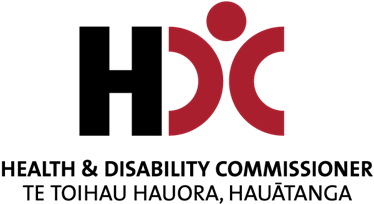 HDC
HEALTH & DISABILITY COMMISSIONER
TE TOIHAU HAUORA, HAUĀTANGA